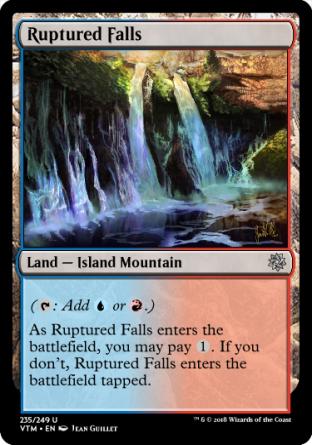 Ruptured Falls
Land — Island Mountain
( : Add  or .)
As Ruptured Falls enters the
battlefield, you may pay 1. If you
don't, Ruptured Falls enters the
battlefield tapped.
235/249 U
VTM • EN Jean Guillet
™ & © 2018 Wizards of the Coast